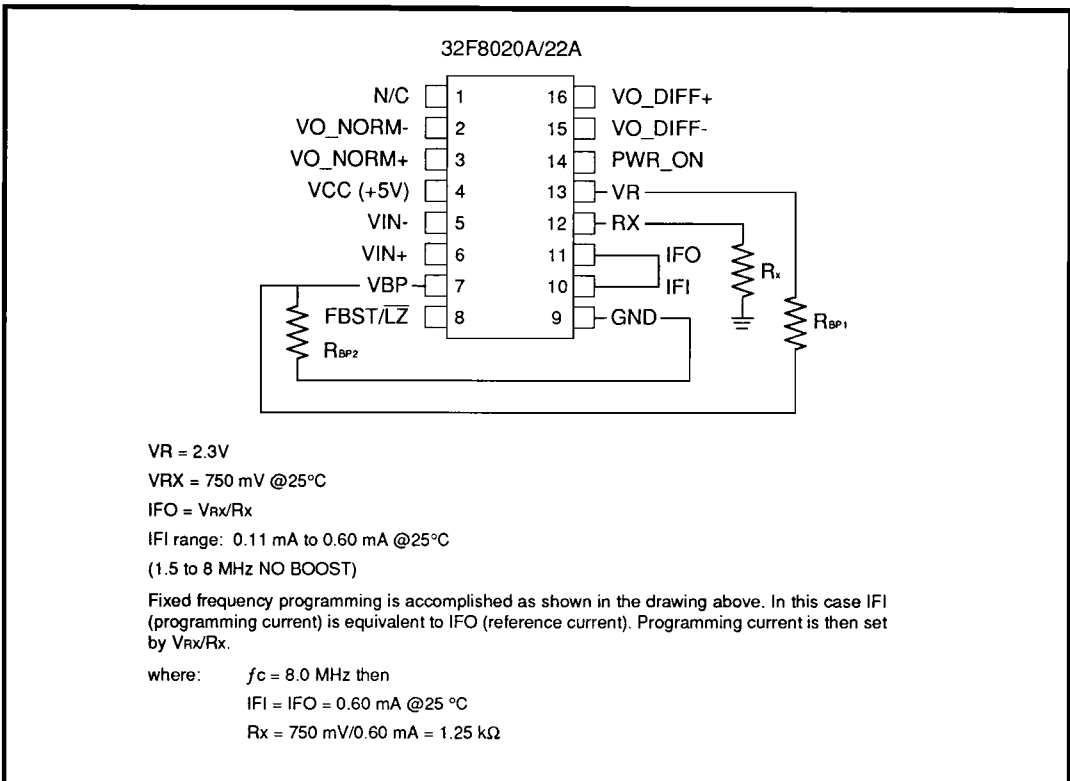 32F8020A/22A
N/C 1 16 VO_DIFF+
VO_NORM- 2 15 VO_DIFF-
VO_NORM+ 3 14 PWR_ON
VCC (+5V) 4 13 VR
VIN- 5 12 RX
VIN+ 6 11 IFO Rx
VBP 7 10 IFI
FBST/LZ 8 9 GND RBP1
RBP2
VR = 2.3V
VRX = 750 mV @25°C
IFO = VRx/Rx
IFI range: 0.11 mA to 0.60 mA @25°C
(1.5 to 8 MHz NO BOOST)
Fixed frequency programming is accomplished as shown in the drawing above. In this case IFI
(programming current) is equivalent to IFO (reference current). Programming current is then set
by VRx/Rx.
where: ƒc = 8.0 MHz then
IFI = IFO = 0.60 mA @25 °C
Rx = 750 mV/0.60 mA = 1.25 kΩ